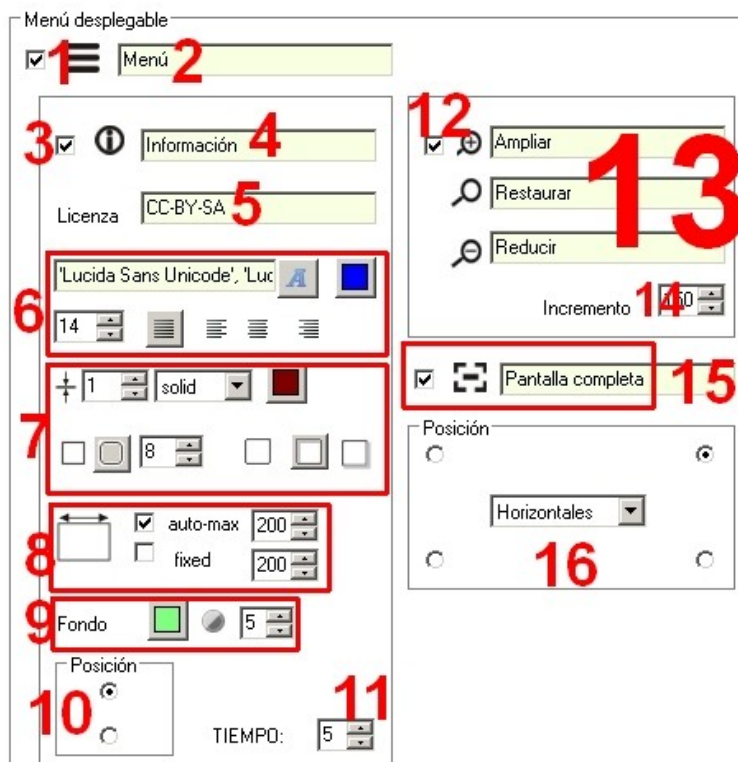 Menú desplegable
1 Menú 2
3 Información 4
Licenza CC-BY-SA 5
6 'Lucida Sans Unicode', 'Luc A
14
7 1 solid
8
8 auto-max 200
fixed 200
9 Fondo 5
Posición
10
TIEMPO: 5 11
12 Ampliar 13
Restaurar
Reducir
Incremento 14
Pantalla completa 15
Posición
Horizontales
16